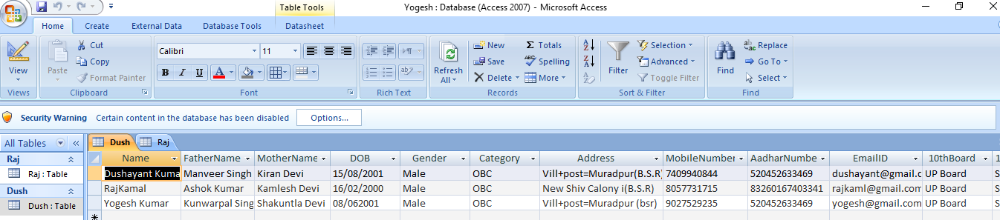 Table Tools
Yogesh : Database (Access 2007) - Microsoft Access
Home Create External Data Database Tools Datasheet
View
Views
Paste
Cut
Copy
Format Painter
Clipboard
Calibri 11
B I U A
Font
Rich Text
Refresh All
New
Save
Delete
Totals
Spelling
More
Records
Filter
Selection
Advanced
Toggle Filter
Sort & Filter
Find
Replace
Go To
Select
Find
Security Warning Certain content in the database has been disabled Options...
All Tables
Raj
Raj : Table
Dush
Dush : Table
Dush Raj
Name FatherName MotherName DOB Gender Category Address MobileNumber AadharNumbe EmailID 10thBoard 1
Dushayant Kuma Manveer Singh Kiran Devi 15/08/2001 Male OBC Vill+post=Muradpur(B.S.R) 7409940844 520452633469 dushayant@gmail.c UP Board S
RajKamal Ashok Kumar Kamlesh Devi 16/02/2000 Male OBC New Shiv Calony i(B.S.R) 8057731715 83260167403341 rajkaml@gmail.com UP Board S
Yogesh Kumar Kunwarpal Sing Shakuntla Devi 08/062001 Male OBC Vill+post=Muradpur (bsr) 9027529235 520452633469 yogesh@gmail.com UP Board S